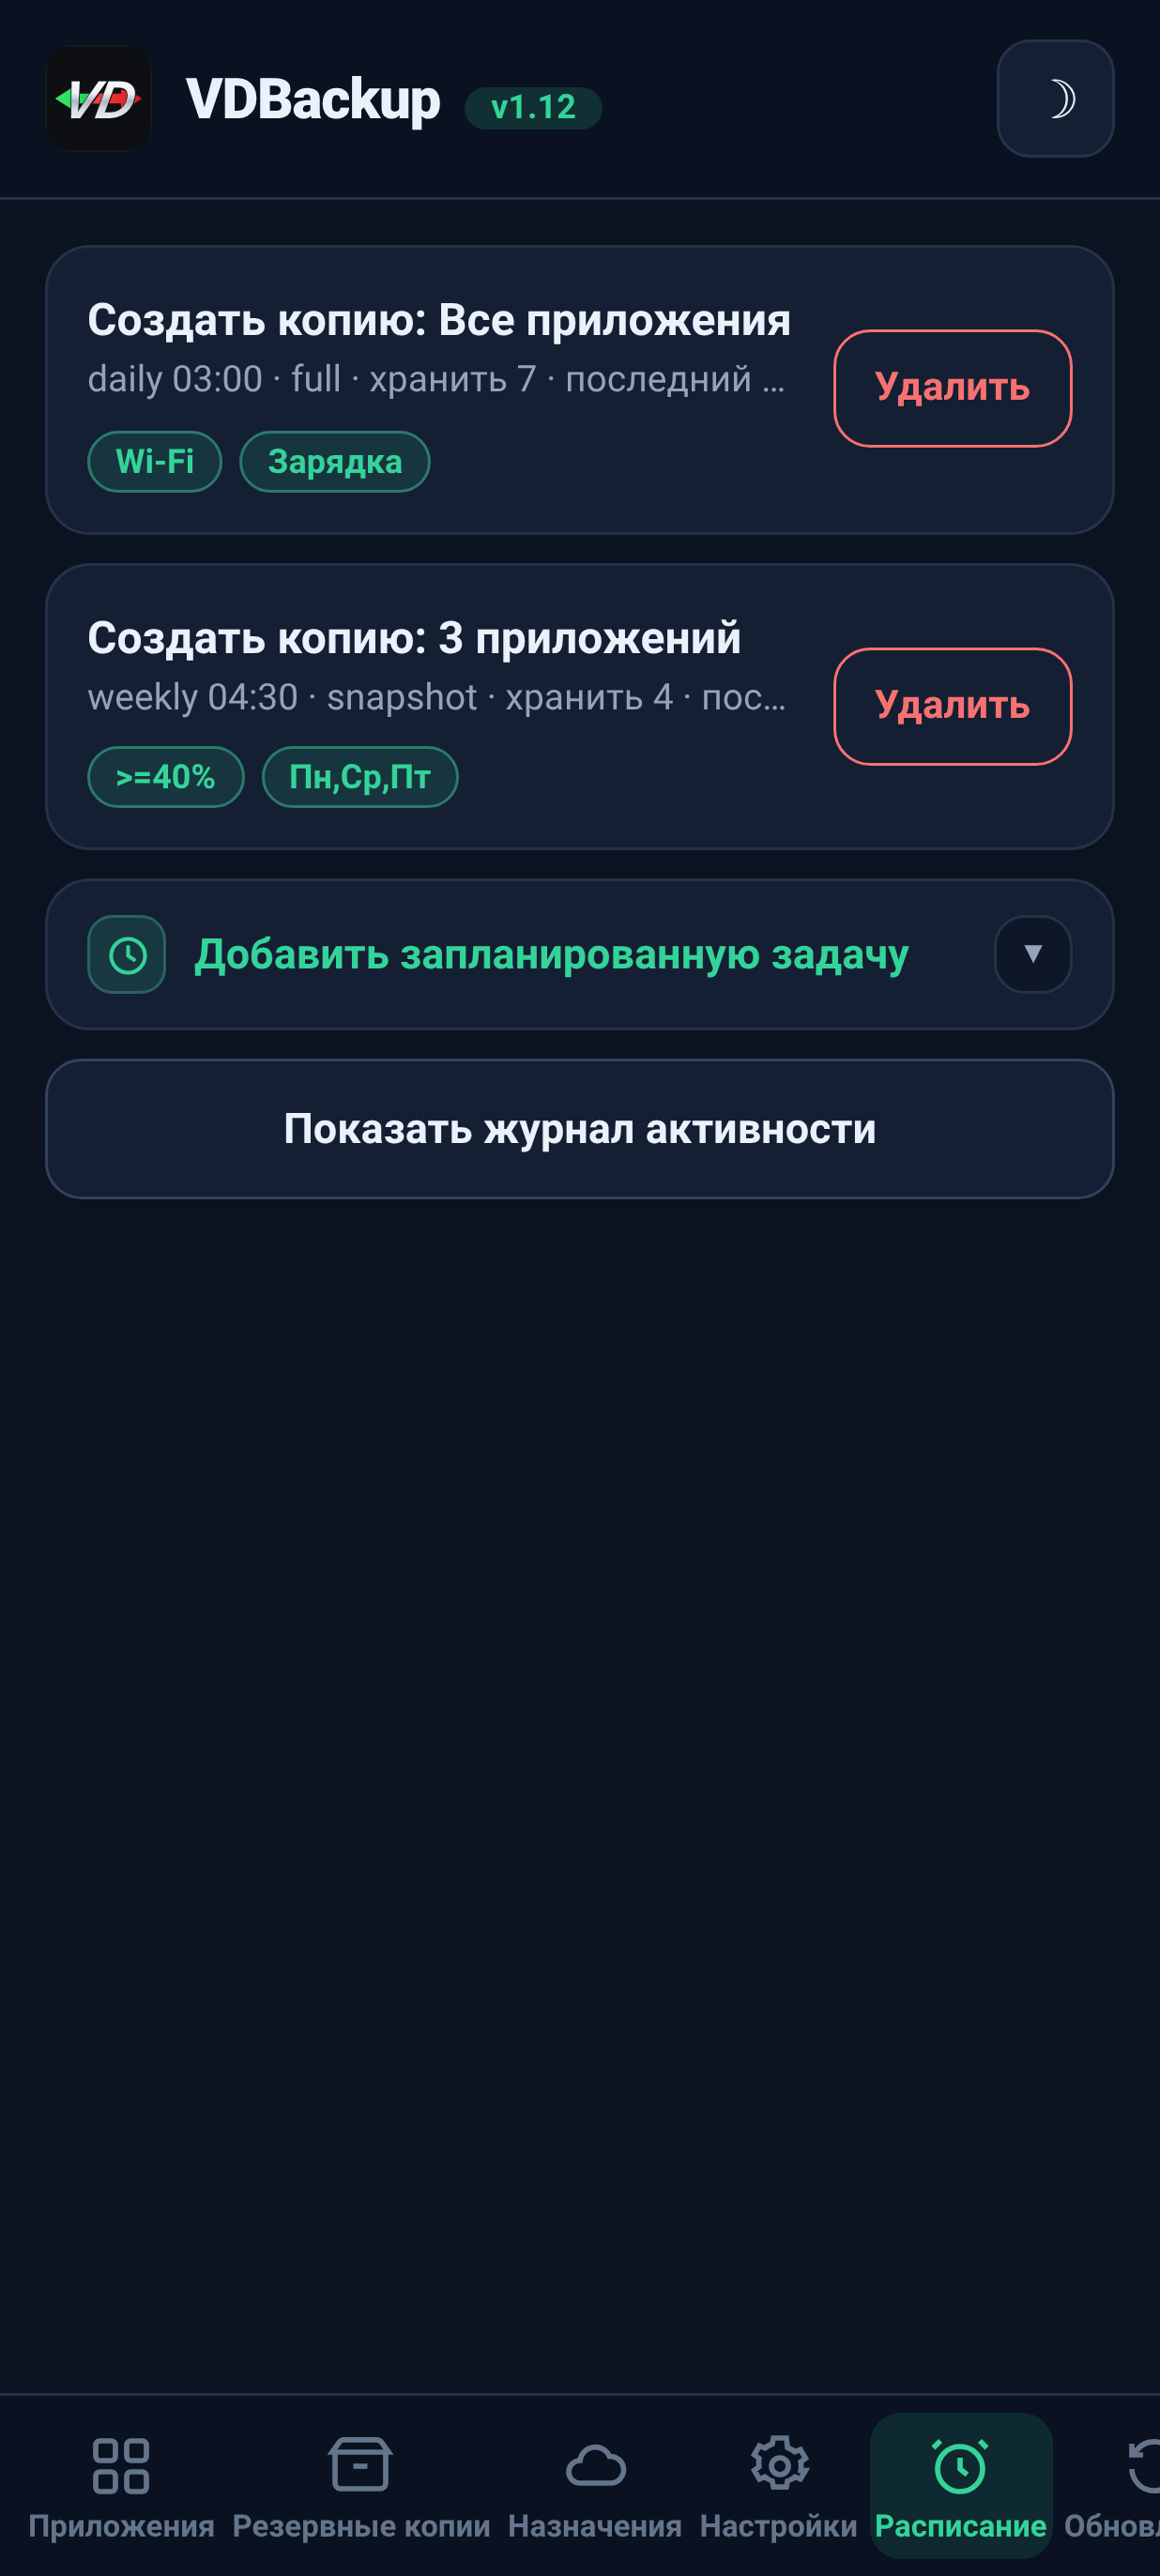 VD
VDBackup v1.12
Создать копию: Все приложения
daily 03:00 · full · хранить 7 · последний ...
Удалить
Wi-Fi Зарядка
Создать копию: 3 приложений
weekly 04:30 · snapshot · хранить 4 · пос...
Удалить
>=40% Пн,Ср,Пт
Добавить запланированную задачу
Показать журнал активности
Приложения Резервные копии Назначения Настройки Расписание